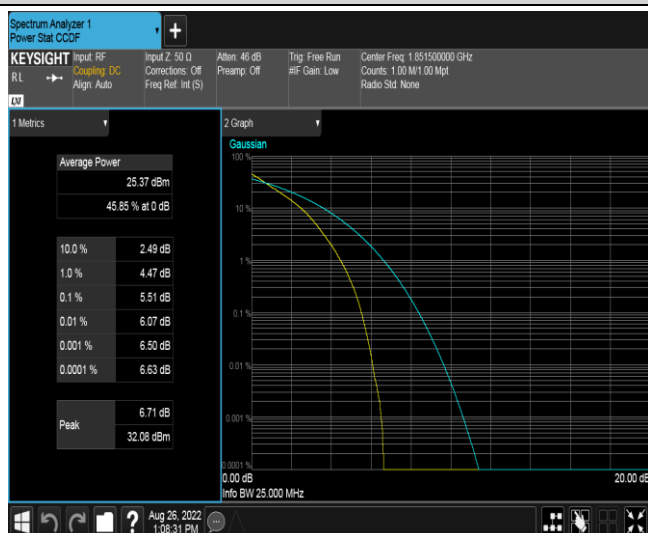 Spectrum Analyzer 1
Power Stat CCDF
KEYSIGHT
RL
LXI
Input: RF
Coupling: DC
Align: Auto
Input Z: 50 Ω
Corrections: Off
Freq Ref: Int (S)
Atten: 46 dB
Preamp: Off
Trig: Free Run
#IF Gain: Low
Center Freq: 1.851500000 GHz
Counts: 1.00 M/1.00 Mpt
Radio Std: None
1 Metrics
Average Power
25.37 dBm
45.85 % at 0 dB
10.0 % 2.49 dB
1.0 % 4.47 dB
0.1 % 5.51 dB
0.01 % 6.07 dB
0.001 % 6.50 dB
0.0001 % 6.63 dB
Peak
6.71 dB
32.08 dBm
2 Graph
Gaussian
100 %
10 %
1 %
0.1 %
0.01 %
0.001 %
0.0001 %
0.00 dB
20.00 dB
Info BW 25.000 MHz
?
Aug 26, 2022
1:08:31 PM